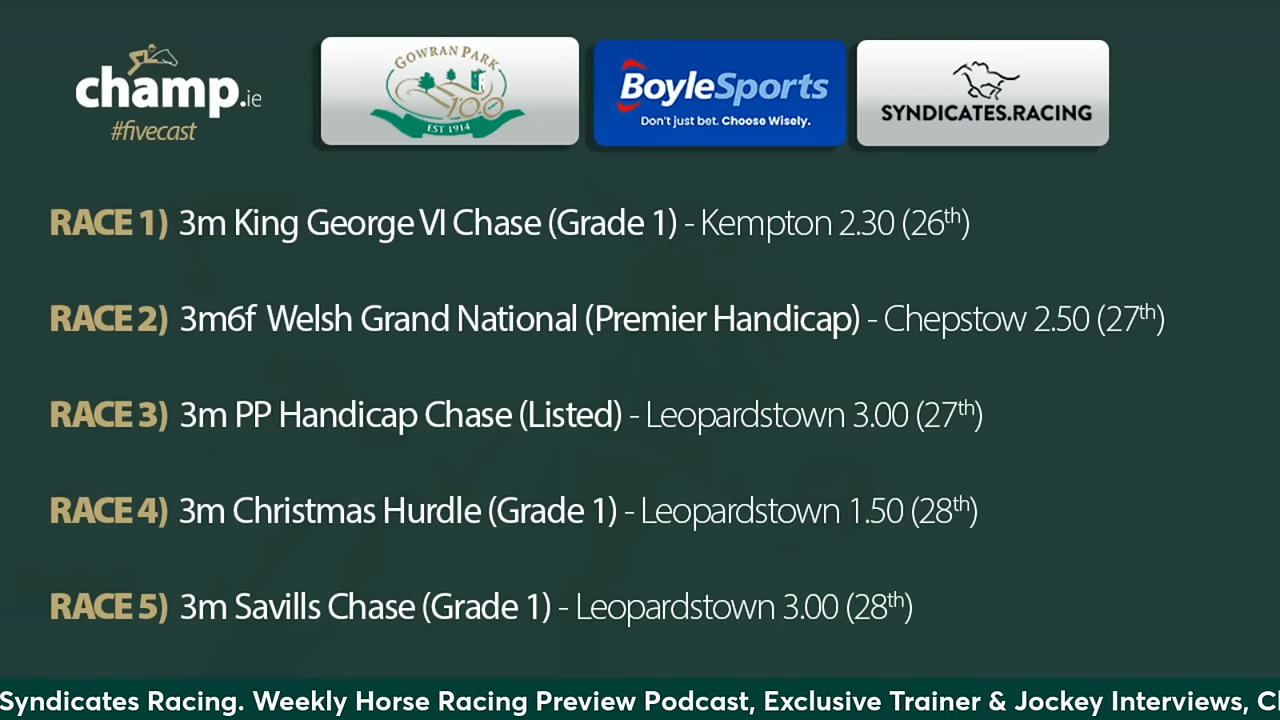 champ.ie
#fivecast
GOWRAN PARK
100
EST 1914
BoyleSports
Don't just bet. Choose Wisely.
SYNDICATES.RACING
RACE 1) 3m King George VI Chase (Grade 1) - Kempton 2.30 (26th)
RACE 2) 3m6f Welsh Grand National (Premier Handicap) - Chepstow 2.50 (27th)
RACE 3) 3m PP Handicap Chase (Listed) - Leopardstown 3.00 (27th)
RACE 4) 3m Christmas Hurdle (Grade 1) - Leopardstown 1.50 (28th)
RACE 5) 3m Savills Chase (Grade 1) - Leopardstown 3.00 (28th)
Syndicates Racing. Weekly Horse Racing Preview Podcast, Exclusive Trainer & Jockey Interviews,